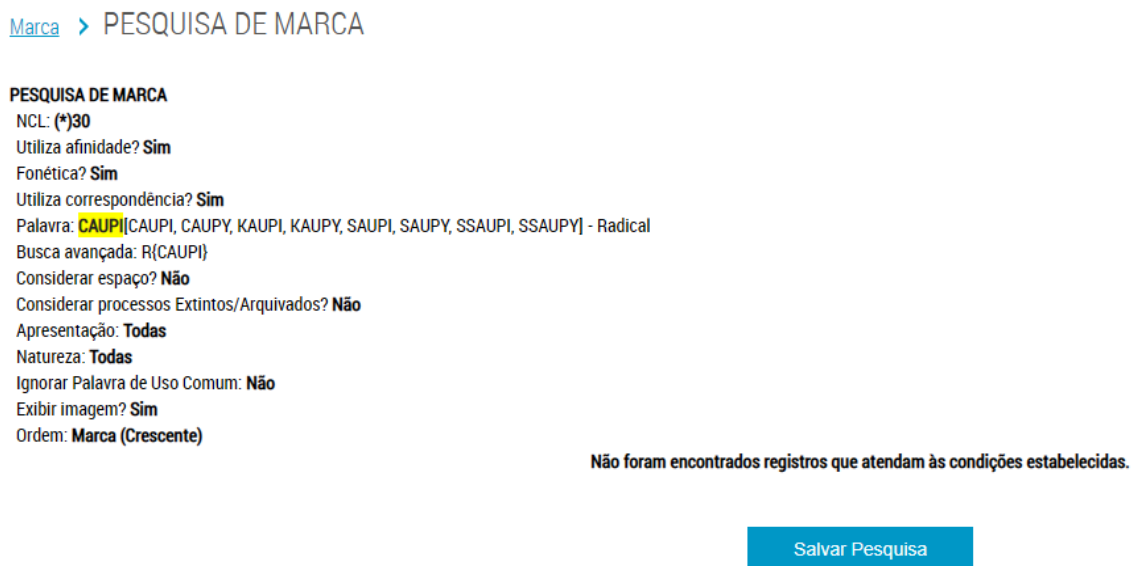 Marca > PESQUISA DE MARCA
PESQUISA DE MARCA
NCL: (*)30
Utiliza afinidade? Sim
Fonética? Sim
Utiliza correspondência? Sim
Palavra: CAUPI[CAUPI, CAUPY, KAUPI, KAUPY, SAUPI, SAUPY, SSAUPI, SSAUPY] - Radical
Busca avançada: R{CAUPI}
Considerar espaço? Não
Considerar processos Extintos/Arquivados? Não
Apresentação: Todas
Natureza: Todas
Ignorar Palavra de Uso Comum: Não
Exibir imagem? Sim
Ordem: Marca (Crescente)
Não foram encontrados registros que atendam às condições estabelecidas.
Salvar Pesquisa